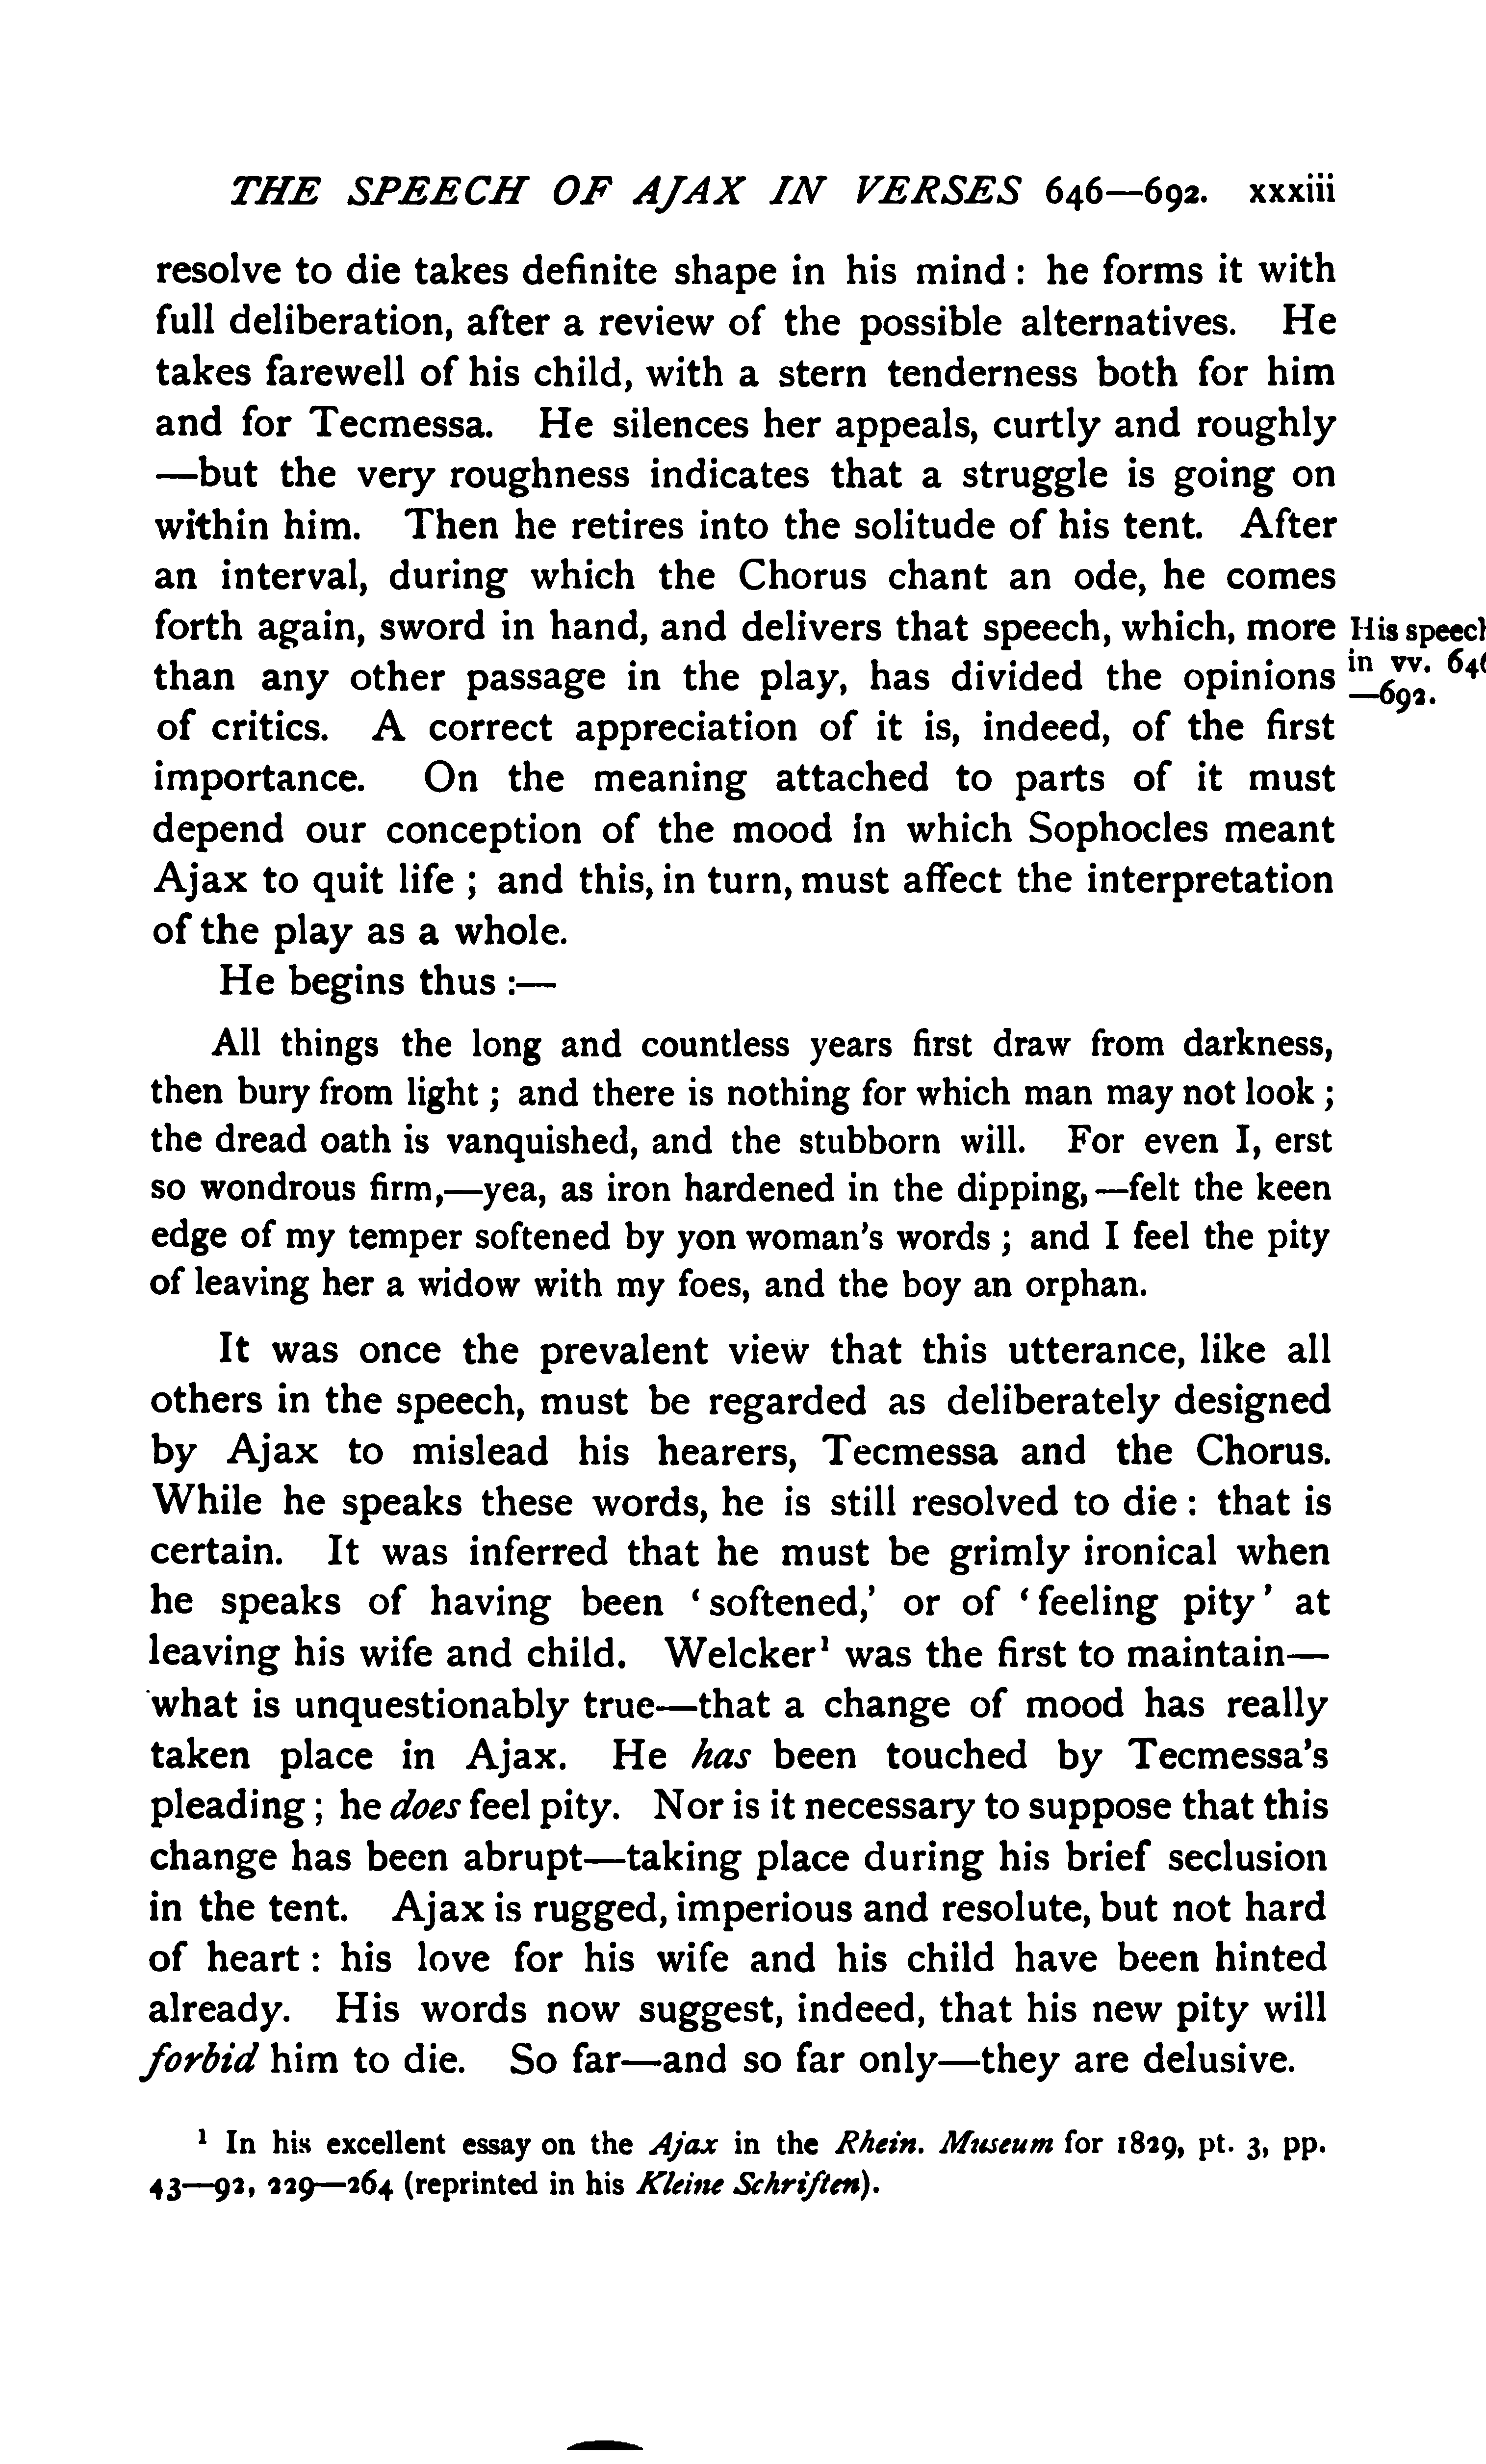 THE SPEECH OF AJAX IN VERSES 646—692. xxxiii
resolve to die takes definite shape in his mind : he forms it with
full deliberation, after a review of the possible alternatives. He
takes farewell of his child, with a stern tenderness both for him
and for Tecmessa. He silences her appeals, curtly and roughly
—but the very roughness indicates that a struggle is going on
within him. Then he retires into the solitude of his tent. After
an interval, during which the Chorus chant an ode, he comes
forth again, sword in hand, and delivers that speech, which, more
than any other passage in the play, has divided the opinions
of critics. A correct appreciation of it is, indeed, of the first
importance. On the meaning attached to parts of it must
depend our conception of the mood in which Sophocles meant
Ajax to quit life ; and this, in turn, must affect the interpretation
of the play as a whole.
His
in vv.
—692.
He begins thus :—
All things the long and countless years first draw from darkness,
then bury from light ; and there is nothing for which man may not look ;
the dread oath is vanquished, and the stubborn will. For even I, erst
so wondrous firm,—yea, as iron hardened in the dipping,—felt the keen
edge of my temper softened by yon woman's words ; and I feel the pity
of leaving her a widow with my foes, and the boy an orphan.
It was once the prevalent view that this utterance, like all
others in the speech, must be regarded as deliberately designed
by Ajax to mislead his hearers, Tecmessa and the Chorus.
While he speaks these words, he is still resolved to die : that is
certain. It was inferred that he must be grimly ironical when
he speaks of having been ‘softened,’ or of ‘feeling pity’ at
leaving his wife and child. Welcker¹ was the first to maintain—
what is unquestionably true—that a change of mood has really
taken place in Ajax. He has been touched by Tecmessa's
pleading ; he does feel pity. Nor is it necessary to suppose that this
change has been abrupt—taking place during his brief seclusion
in the tent. Ajax is rugged, imperious and resolute, but not hard
of heart : his love for his wife and his child have been hinted
already. His words now suggest, indeed, that his new pity will
forbid him to die. So far—and so far only—they are delusive.
¹ In his excellent essay on the Ajax in the Rhein. Museum for 1829, pt. 3, pp.
43—92, 229—264 (reprinted in his Kleine Schriften).